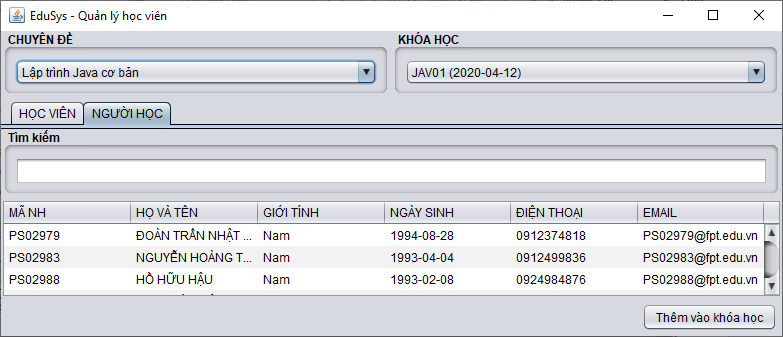 EduSys - Quản lý học viên
CHUYÊN ĐỀ KHÓA HỌC
Lập trình Java cơ bản JAV01 (2020-04-12)
HỌC VIÊN NGƯỜI HỌC
Tìm kiếm
MÃ NH HỌ VÀ TÊN GIỚI TÍNH NGÀY SINH ĐIỆN THOẠI EMAIL
PS02979 ĐOÀN TRẦN NHẬT ... Nam 1994-08-28 0912374818 PS02979@fpt.edu.vn
PS02983 NGUYỄN HOÀNG T... Nam 1993-04-04 0912499836 PS02983@fpt.edu.vn
PS02988 HỒ HỮU HẬU Nam 1993-02-08 0924984876 PS02988@fpt.edu.vn
Thêm vào khóa học